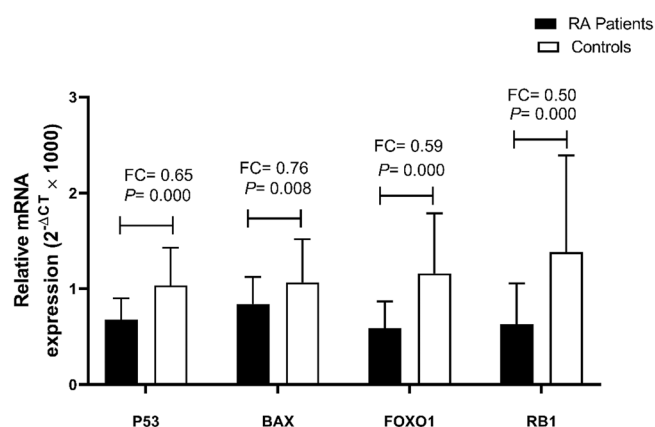 RA Patients
Controls
Relative mRNA
expression (2-ΔCT × 1000)
3
2
1
0
FC= 0.65
P= 0.000
FC= 0.76
P= 0.008
FC= 0.59
P= 0.000
FC= 0.50
P= 0.000
P53
BAX
FOXO1
RB1